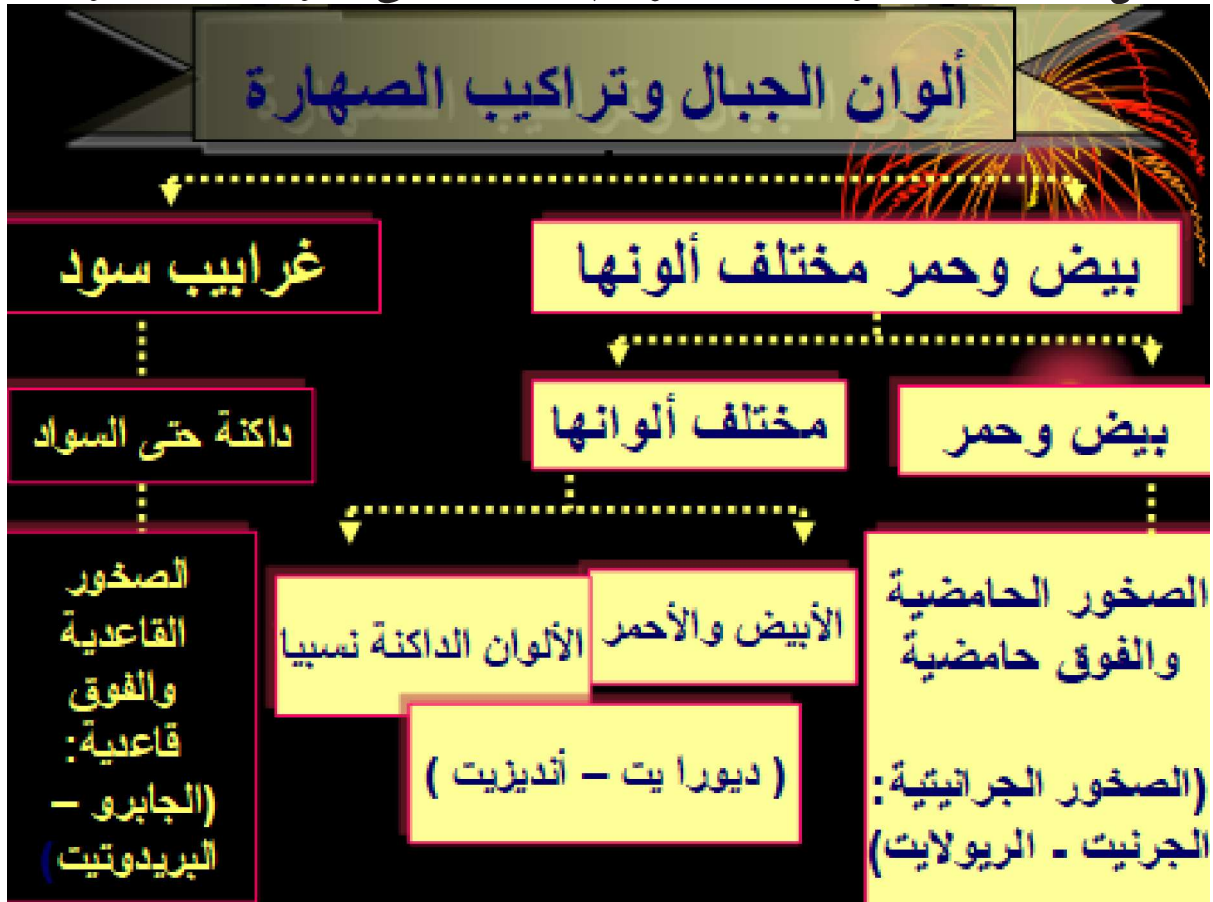 ألوان الجبال وتراكيب الصهارة
بيض وحمر مختلف ألونها
غرابيب سود
بيض وحمر
مختلف ألوانها
داكنة حتى السواد
الصخور الحامضية
والفوق حامضية
(الصخور الجرانيتية:
الجرنيت - الريولايت)
الأبيض والأحمر
الألوان الداكنة نسبيا
( ديورا يت – أنديزيت )
الصخور
القاعدية
والفوق
قاعدية:
(الجابرو –
البريدوتيت)